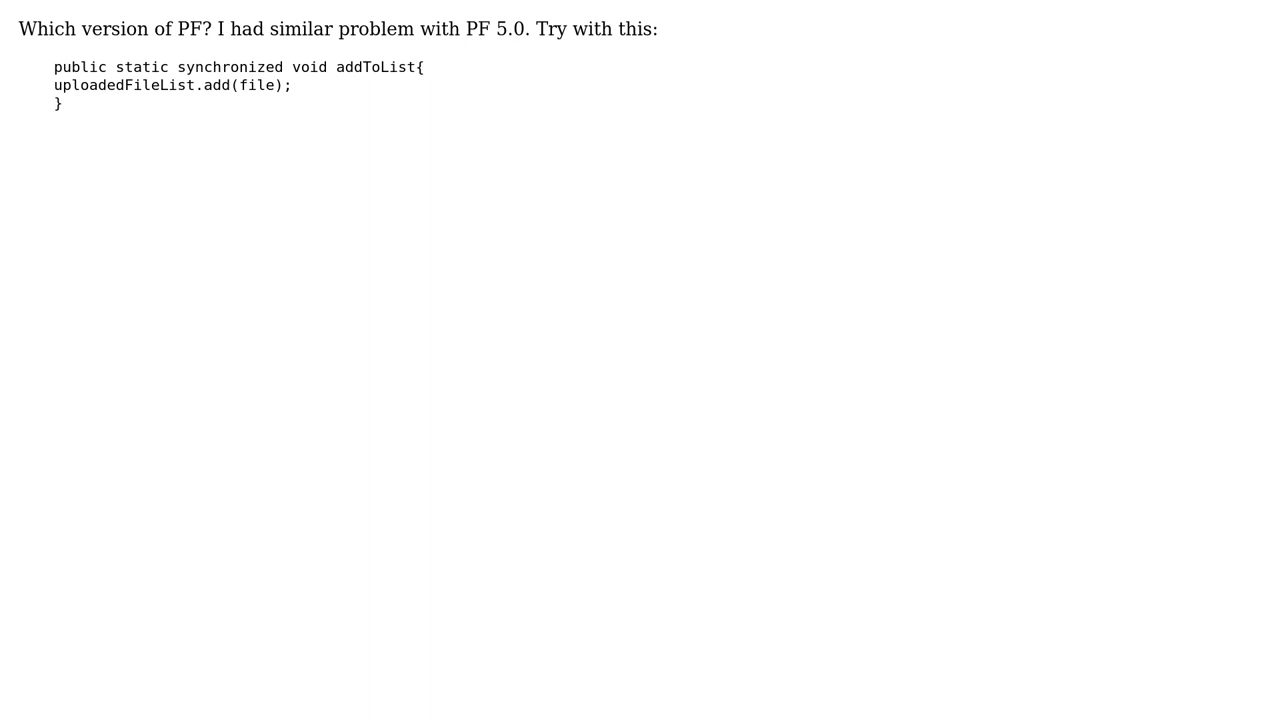 Which version of PF? I had similar problem with PF 5.0. Try with this:
public static synchronized void addToList{
uploadedFileList.add(file);
}